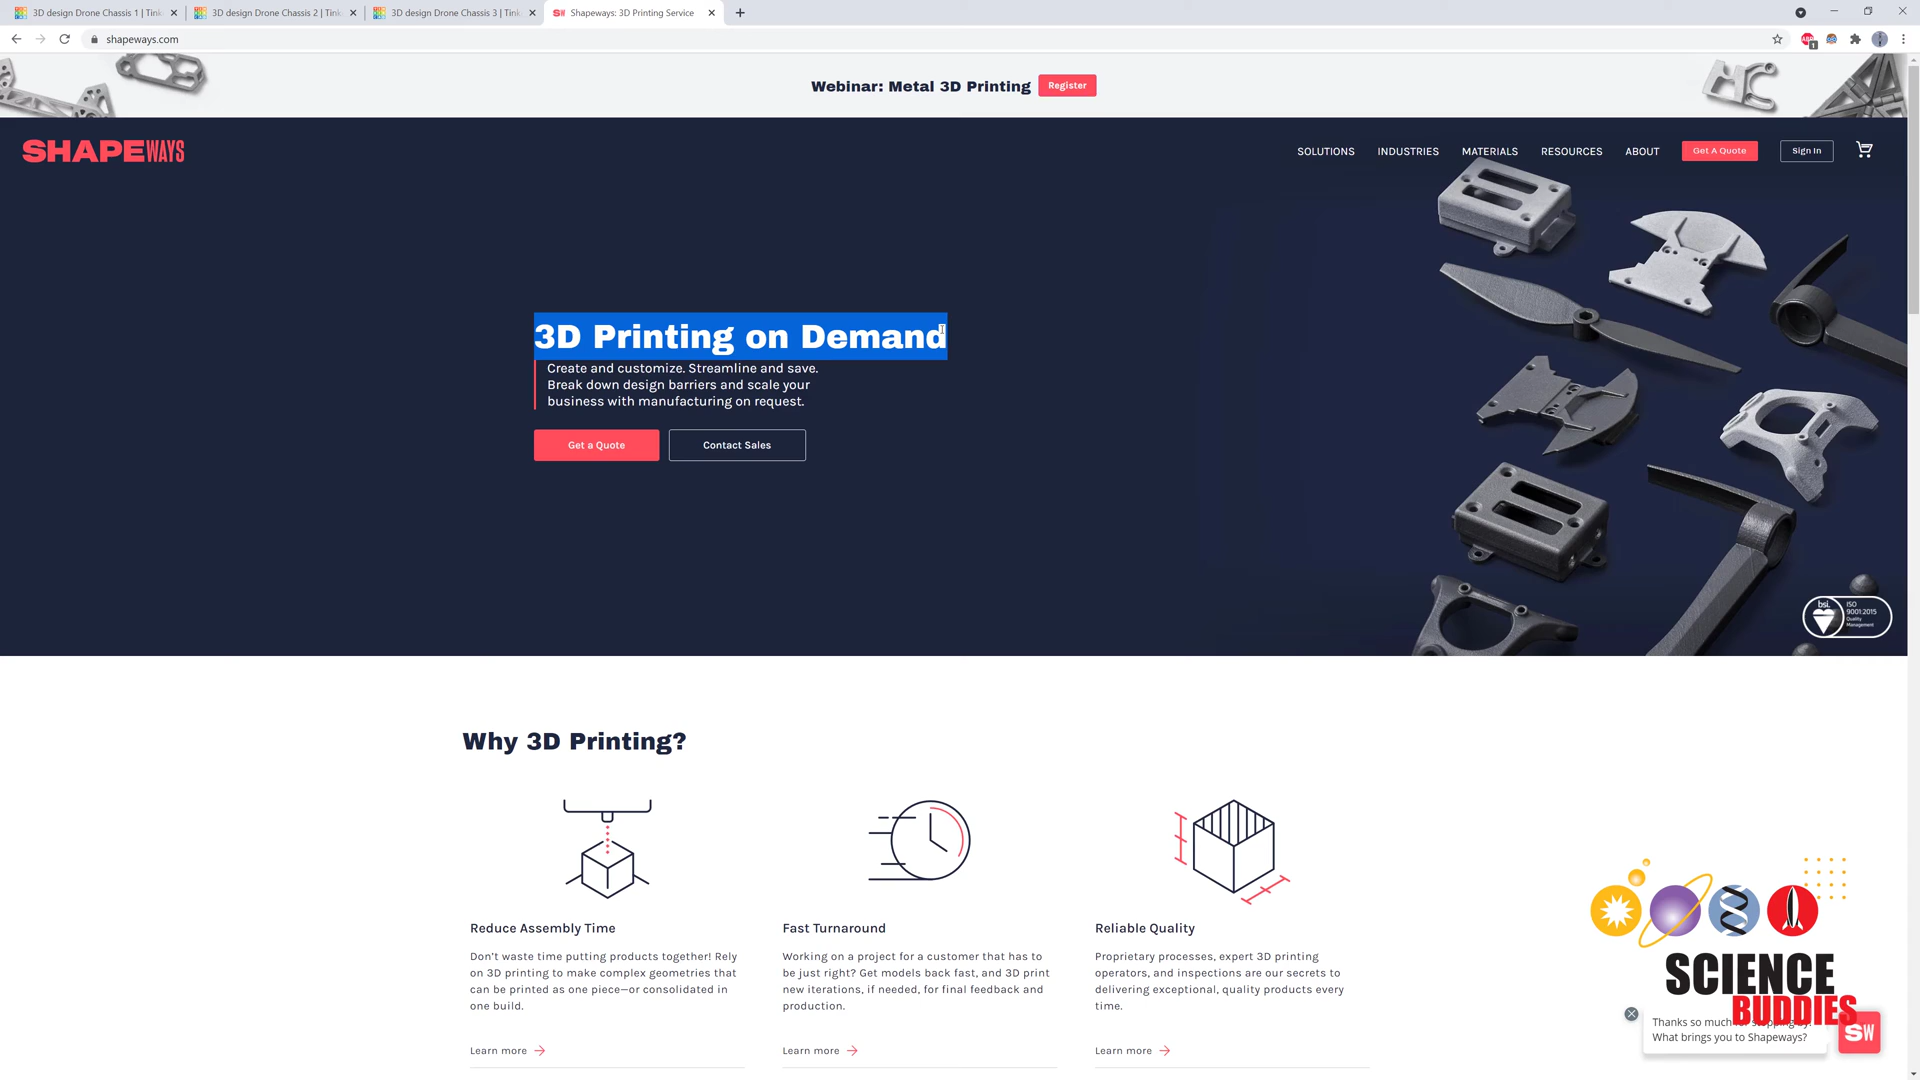 3D design Drone Chassis 1 | Tink
3D design Drone Chassis 2 | Tink
3D design Drone Chassis 3 | Tink
Shapeways: 3D Printing Service
shapeways.com
Webinar: Metal 3D Printing
Register
SHAPEWAYS
SOLUTIONS
INDUSTRIES
MATERIALS
RESOURCES
ABOUT
Get A Quote
Sign In
3D Printing on Demand
Create and customize. Streamline and save.
Break down design barriers and scale your
business with manufacturing on request.
Get a Quote
Contact Sales
bsi.
ISO
9001:2015
Quality
Management
Why 3D Printing?
Reduce Assembly Time
Don't waste time putting products together! Rely
on 3D printing to make complex geometries that
can be printed as one piece—or consolidated in
one build.
Learn more
Fast Turnaround
Working on a project for a customer that has to
be just right? Get models back fast, and 3D print
new iterations, if needed, for final feedback and
production.
Learn more
Reliable Quality
Proprietary processes, expert 3D printing
operators, and inspections are our secrets to
delivering exceptional, quality products every
time.
Learn more
SCIENCE
BUDDIES
Thanks so much
What brings you to Shapeways?
SW